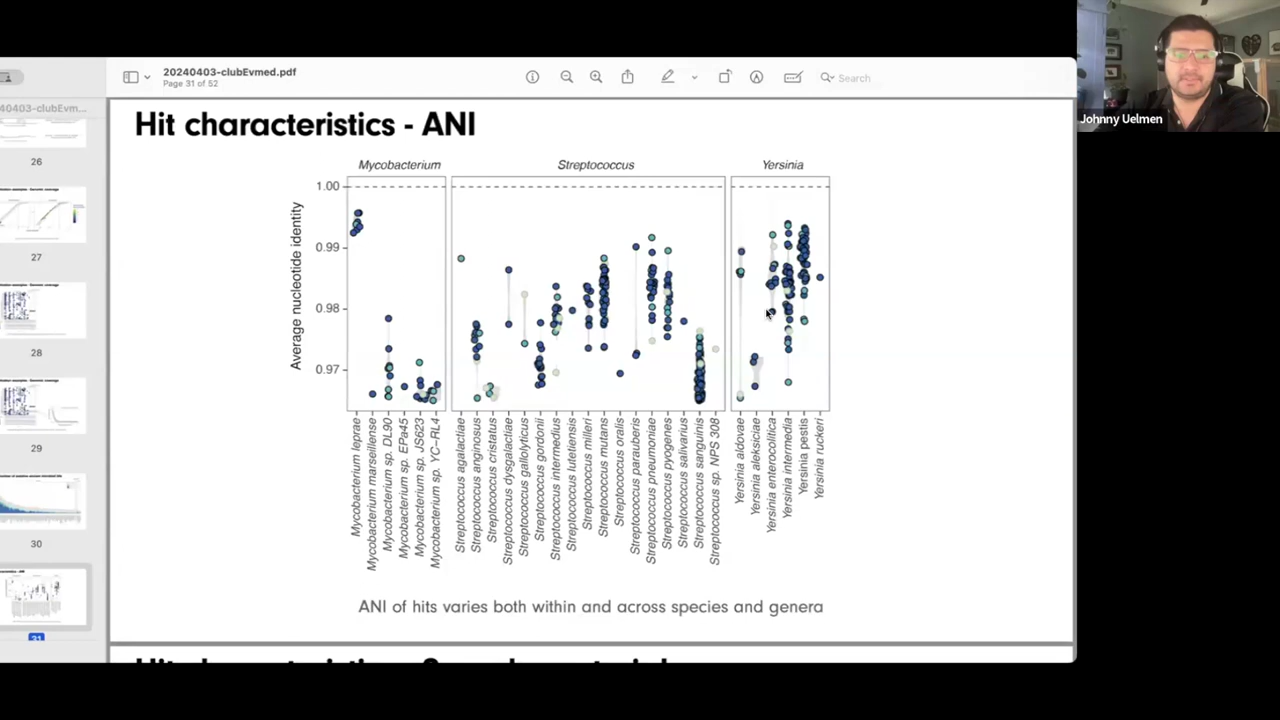 20240403-clubEvmed.pdf
Page 31 of 52
Search
Johnny Uelmen
26
27
28
29
30
31
Hit characteristics - ANI
Mycobacterium
Streptococcus
Yersinia
Average nucleotide identity
1.00
0.99
0.98
0.97
Mycobacterium leprae
Mycobacterium marseillense
Mycobacterium sp. DL90
Mycobacterium sp. EPa45
Mycobacterium sp. JS623
Mycobacterium sp. YC−RL4
Streptococcus agalactiae
Streptococcus anginosus
Streptococcus cristatus
Streptococcus dysgalactiae
Streptococcus gallolyticus
Streptococcus gordonii
Streptococcus intermedius
Streptococcus lutetiensis
Streptococcus milleri
Streptococcus mutans
Streptococcus oralis
Streptococcus parauberis
Streptococcus pneumoniae
Streptococcus pyogenes
Streptococcus salivarius
Streptococcus sanguinis
Streptococcus sp. NPS 308
Yersinia aldovae
Yersinia aleksiciae
Yersinia enterocolitica
Yersinia intermedia
Yersinia pestis
Yersinia ruckeri
ANI of hits varies both within and across species and genera